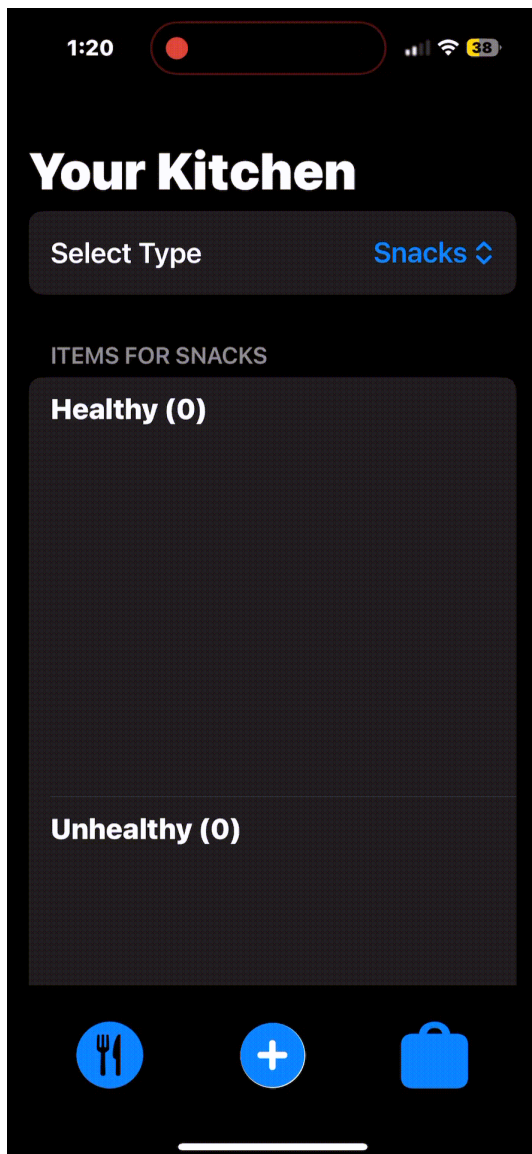 1:20
38
Your Kitchen
Select Type
Snacks
ITEMS FOR SNACKS
Healthy (0)
Unhealthy (0)